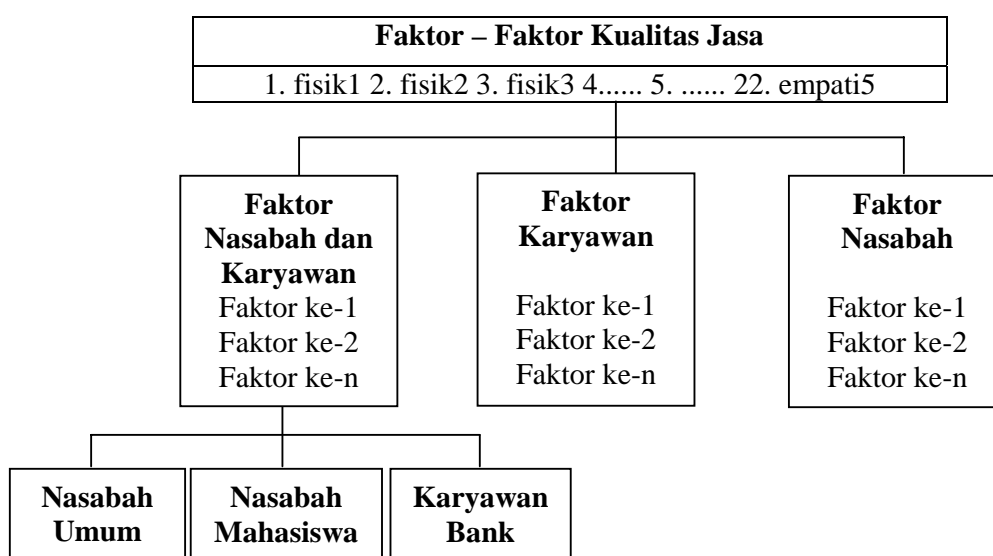 Faktor – Faktor Kualitas Jasa
1. fisik1 2. fisik2 3. fisik3 4...... 5. ...... 22. empati5
Faktor
Nasabah dan
Karyawan
Faktor ke-1
Faktor ke-2
Faktor ke-n
Faktor
Karyawan
Faktor ke-1
Faktor ke-2
Faktor ke-n
Faktor
Nasabah
Faktor ke-1
Faktor ke-2
Faktor ke-n
Nasabah
Umum
Nasabah
Mahasiswa
Karyawan
Bank